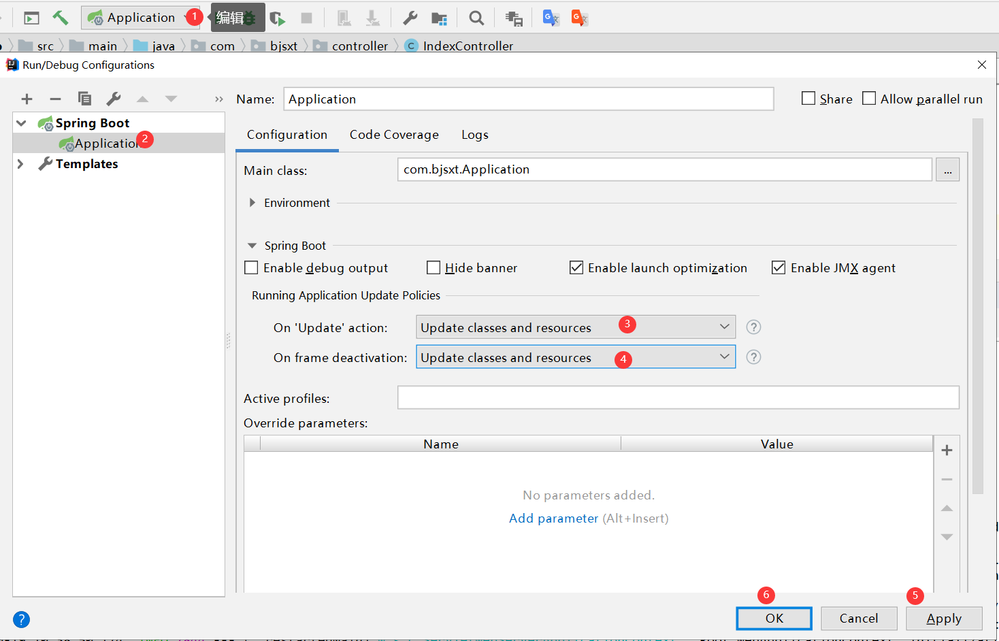 Application 1 编辑
src main java com bjsxt controller C IndexController
Run/Debug Configurations
Name: Application Share Allow parallel run
Spring Boot
Application 2
Templates
Configuration Code Coverage Logs
Main class: com.bjsxt.Application ...
Environment
Spring Boot
Enable debug output Hide banner Enable launch optimization Enable JMX agent
Running Application Update Policies
On 'Update' action: Update classes and resources 3 ?
On frame deactivation: Update classes and resources 4 ?
Active profiles:
Override parameters:
Name Value
No parameters added.
Add parameter (Alt+Insert)
6 5
? OK Cancel Apply